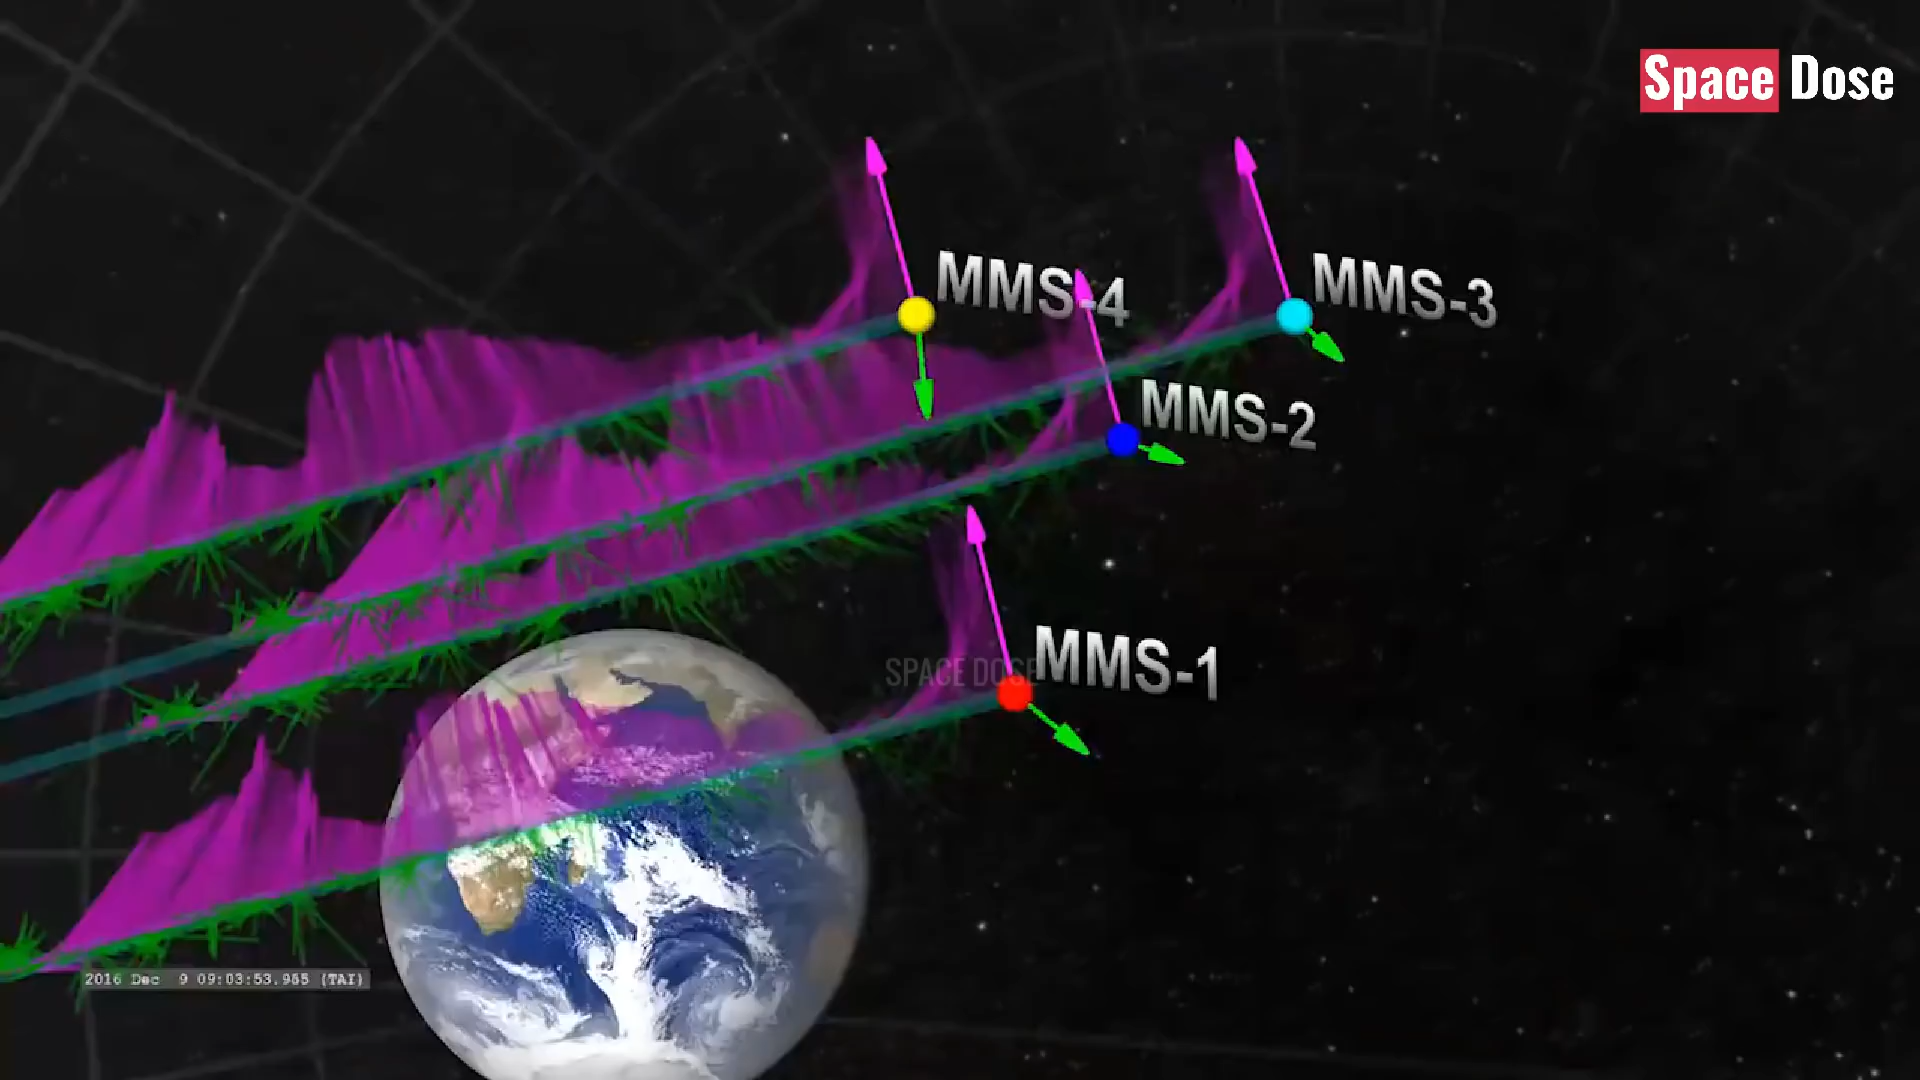 Space Dose
MMS-4
MMS-3
MMS-2
MMS-1
SPACE DOSE
2016 Dec 9 09:03:53.965 (TAI)